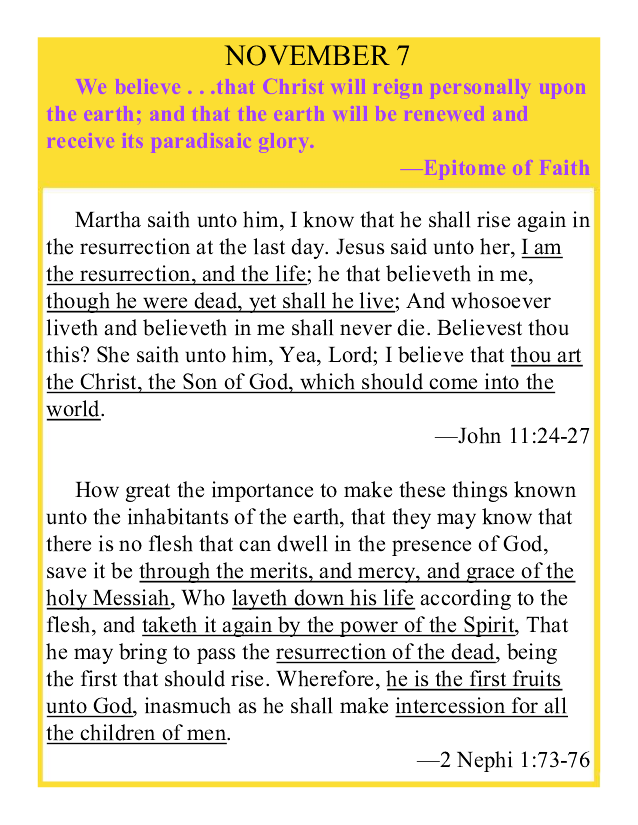 NOVEMBER 7
We believe . . .that Christ will reign personally upon
the earth; and that the earth will be renewed and
receive its paradisaic glory.
—Epitome of Faith
Martha saith unto him, I know that he shall rise again in
the resurrection at the last day. Jesus said unto her, I am
the resurrection, and the life; he that believeth in me,
though he were dead, yet shall he live; And whosoever
liveth and believeth in me shall never die. Believest thou
this? She saith unto him, Yea, Lord; I believe that thou art
the Christ, the Son of God, which should come into the
world.
—John 11:24-27
How great the importance to make these things known
unto the inhabitants of the earth, that they may know that
there is no flesh that can dwell in the presence of God,
save it be through the merits, and mercy, and grace of the
holy Messiah, Who layeth down his life according to the
flesh, and taketh it again by the power of the Spirit, That
he may bring to pass the resurrection of the dead, being
the first that should rise. Wherefore, he is the first fruits
unto God, inasmuch as he shall make intercession for all
the children of men.
—2 Nephi 1:73-76